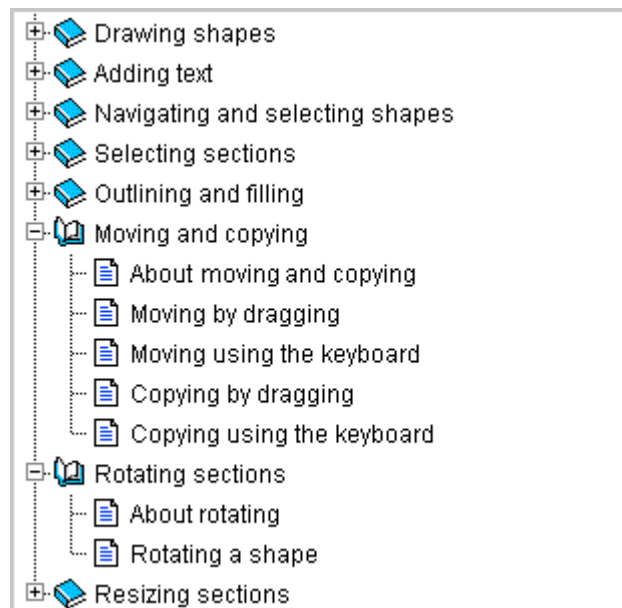 Drawing shapes
Adding text
Navigating and selecting shapes
Selecting sections
Outlining and filling
Moving and copying
About moving and copying
Moving by dragging
Moving using the keyboard
Copying by dragging
Copying using the keyboard
Rotating sections
About rotating
Rotating a shape
Resizing sections